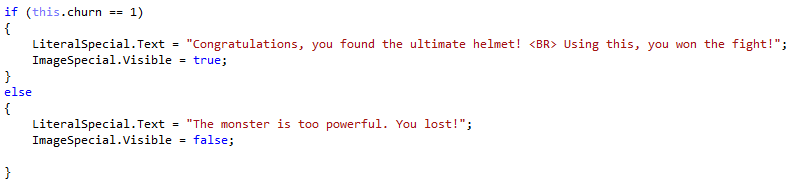 if (this.churn == 1)
{
    LiteralSpecial.Text = "Congratulations, you found the ultimate helmet! <BR> Using this, you won the fight!";
    ImageSpecial.Visible = true;
}
else
{
    LiteralSpecial.Text = "The monster is too powerful. You lost!";
    ImageSpecial.Visible = false;

}